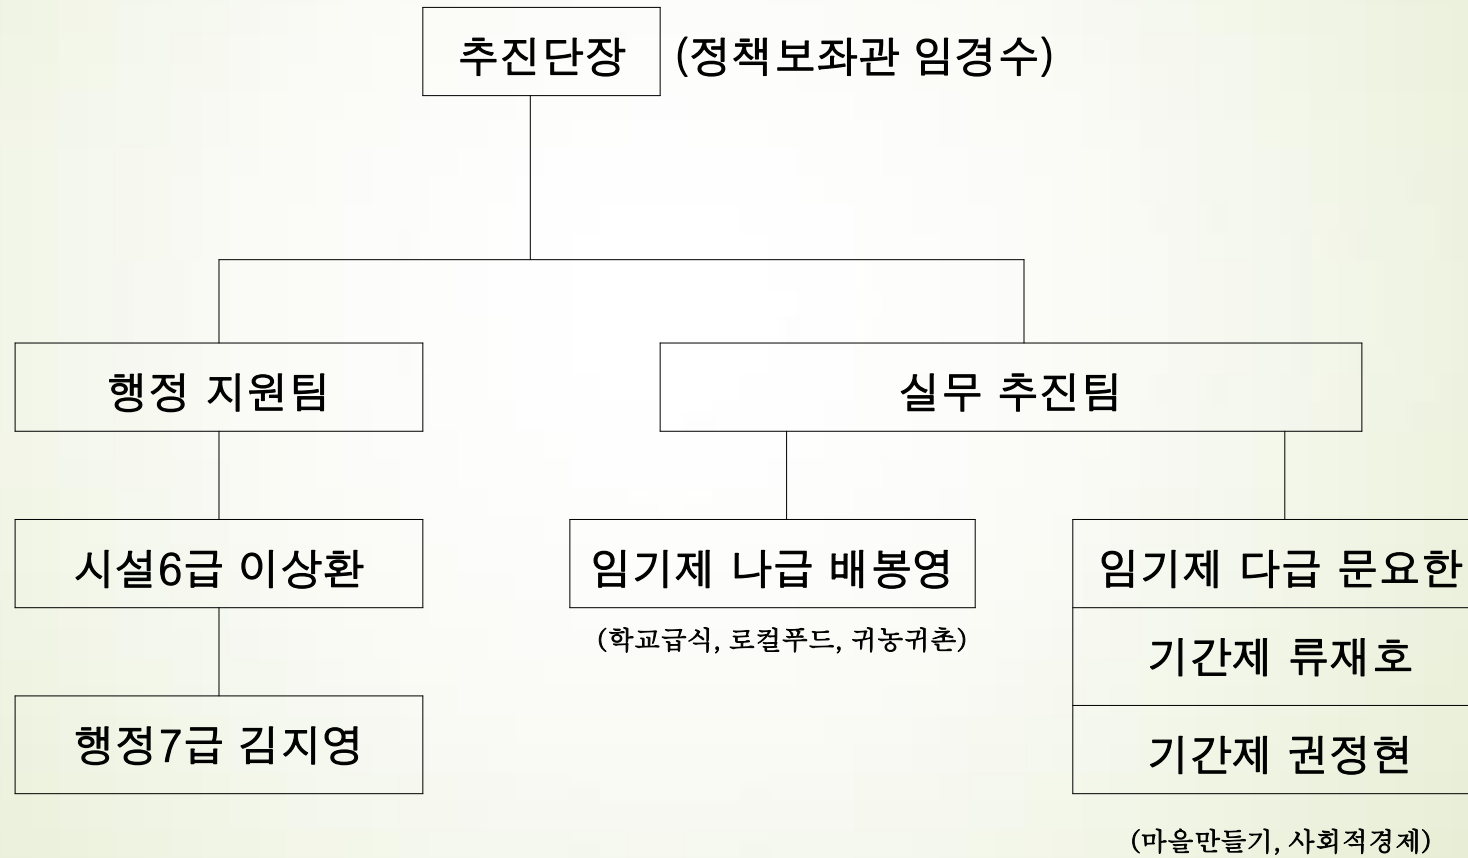 추진단장 (정책보좌관 임경수)
행정 지원팀
시설6급 이상환
행정7급 김지영
실무 추진팀
임기제 나급 배봉영
(학교급식, 로컬푸드, 귀농귀촌)
임기제 다급 문요한
기간제 류재호
기간제 권정현
(마을만들기, 사회적경제)